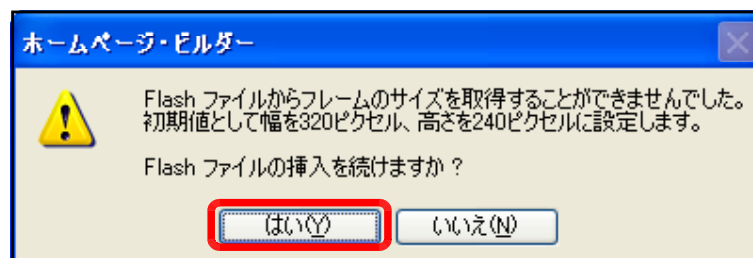 ホームページ・ビルダー
Flash ファイルからフレームのサイズを取得することができませんでした。
初期値として幅を320ピクセル、高さを240ピクセルに設定します。
Flash ファイルの挿入を続けますか？
はい(Y) いいえ(N)